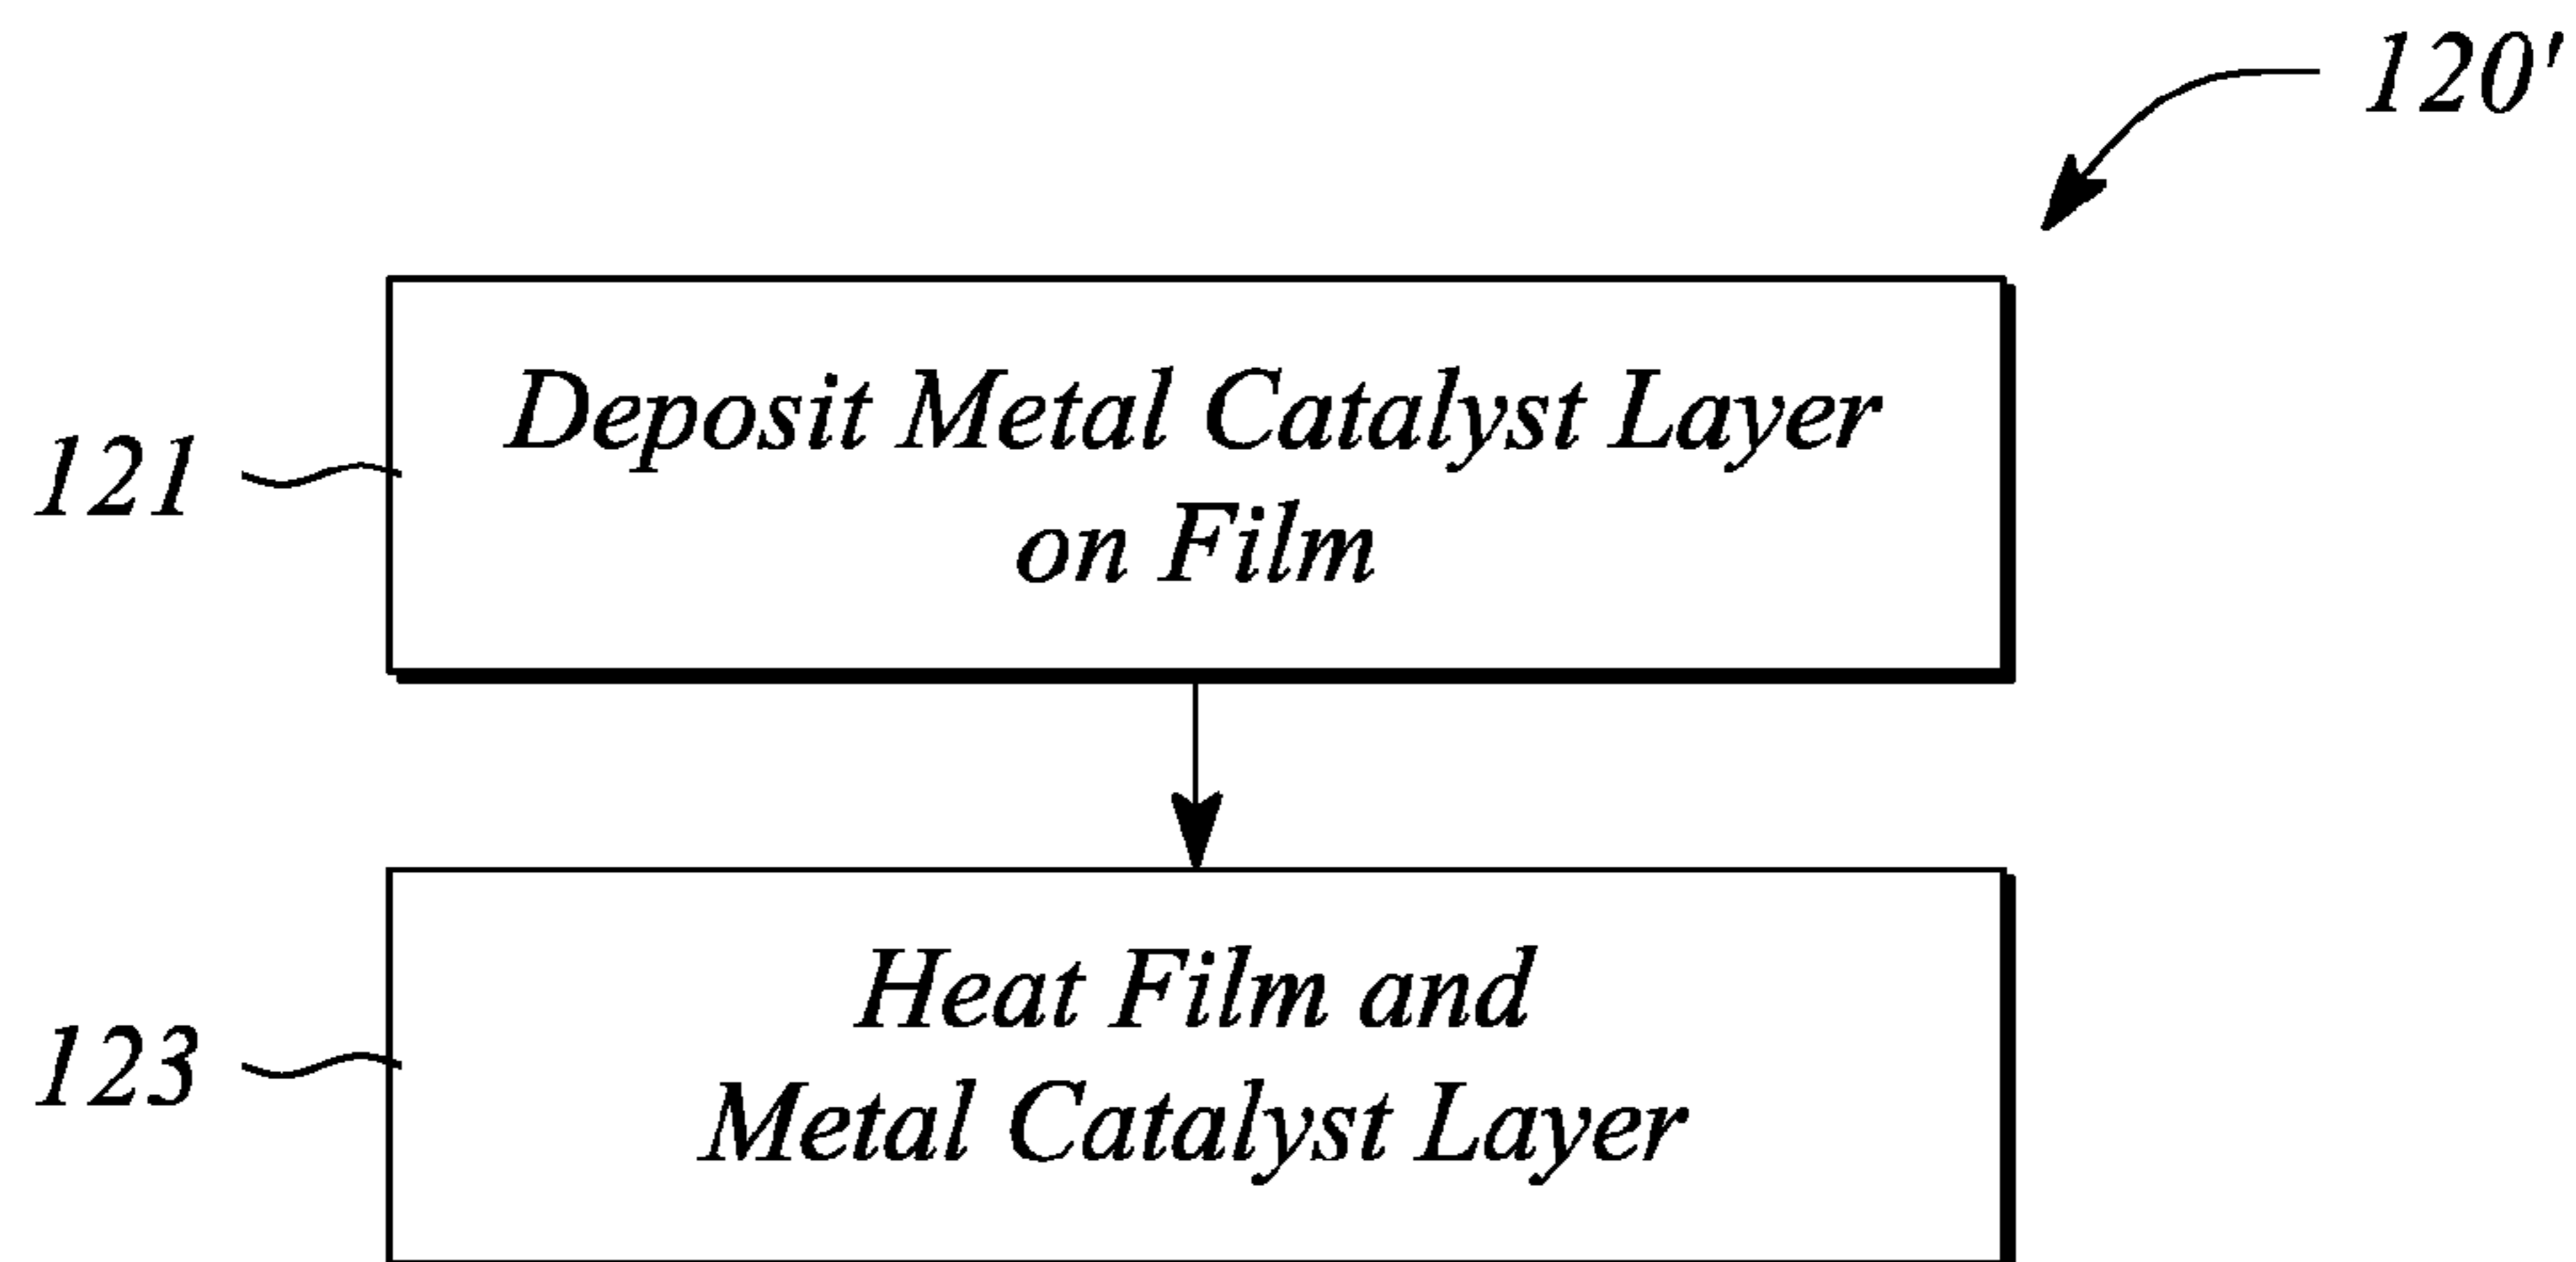 120'
Deposit Metal Catalyst Layer
on Film
121
Heat Film and
Metal Catalyst Layer
123